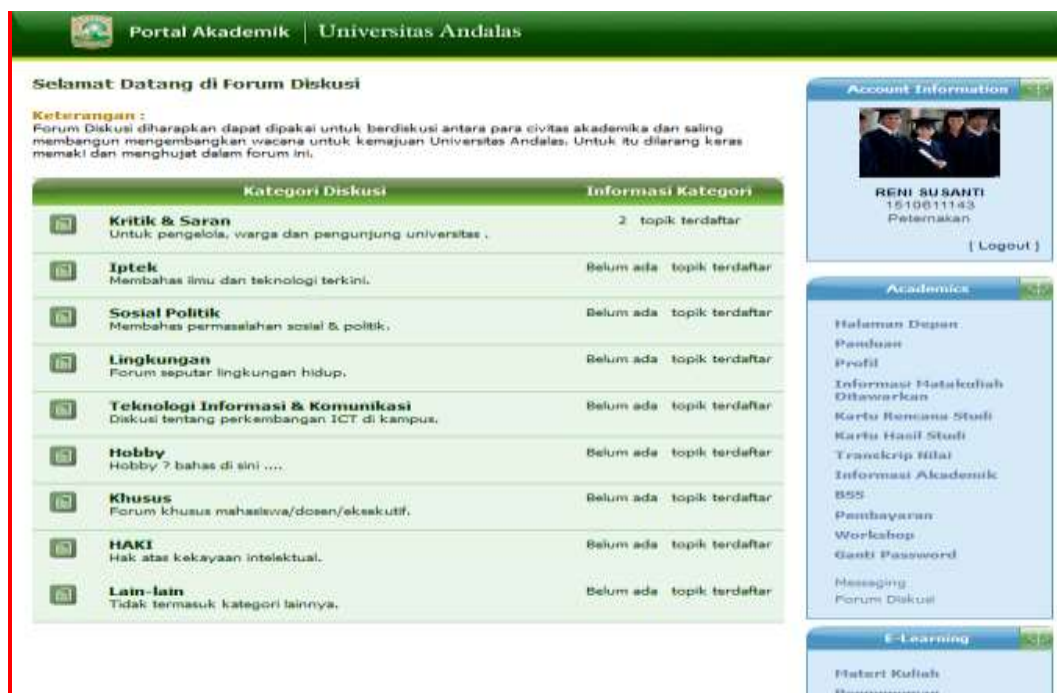 Portal Akademik | Universitas Andalas
Selamat Datang di Forum Diskusi
Keterangan :
Forum Diskusi diharapkan dapat dipakai untuk berdiskusi antara para civitas akademika dan saling
membangun mengembangkan wacana untuk kemajuan Universitas Andalas. Untuk itu dilarang keras
memaki dan menghujat dalam forum ini.
Kategori Diskusi Informasi Kategori
Kritik & Saran 2 topik terdaftar
Untuk pengelola, warga dan pengunjung universitas .
Iptek Belum ada topik terdaftar
Membahas ilmu dan teknologi terkini.
Sosial Politik Belum ada topik terdaftar
Membahas permasalahan sosial & politik.
Lingkungan Belum ada topik terdaftar
Forum seputar lingkungan hidup.
Teknologi Informasi & Komunikasi Belum ada topik terdaftar
Diskusi tentang perkembangan ICT di kampus.
Hobby Belum ada topik terdaftar
Hobby ? bahas di sini ....
Khusus Belum ada topik terdaftar
Forum khusus mahasiswa/dosen/eksekutif.
HAKI Belum ada topik terdaftar
Hak atas kekayaan intelektual.
Lain-lain Belum ada topik terdaftar
Tidak termasuk kategori lainnya.
Account Information
RENI SUSANTI
1510611143
Peternakan
[ Logout ]
Academics
Halaman Depan
Panduan
Profil
Informasi Matakuliah
Ditawarkan
Kartu Rencana Studi
Kartu Hasil Studi
Transkrip Nilai
Informasi Akademik
BSS
Pembayaran
Workshop
Ganti Password
Messaging
Forum Diskusi
E-Learning
Materi Kuliah